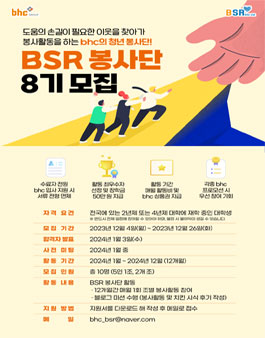 bhc
BSR
도움의 손길이 필요한 이웃을 찾아가
봉사활동을 하는 bhc의 청년 봉사단!
BSR 봉사단
8기 모집
수료자 전원
bhc 입사 지원 시
서류 전형 면제
활동 최우수자
선정 및 장학금
50만 원 지급
활동 기간
매월 활동비 및
bhc 상품권 지급
각종 bhc
프로모션 시
우선 참여 기회
자격 요건 전국에 있는 2년제 또는 4년제 대학에 재학 중인 대학생
모집 기간 2023년 12월 4일(월) ~ 2023년 12월 26일(화)
합격자 발표 2024년 1월 3일(수)
사전 미팅 2024년 1월 중
활동 기간 2024년 1월 ~ 2024년 12월 (12개월)
모집 인원 총 10명 (5인 1조, 2개 조)
활동 내용 BSR 봉사단 활동
· 12개월간 매월 1회 조별 봉사활동 참여
· 블로그 미션 수행 (봉사활동 및 치킨 시식 후기 작성)
지원 방법 지원서를 다운로드 해 작성 후 메일로 접수
메 일 bhc_bsr@naver.com